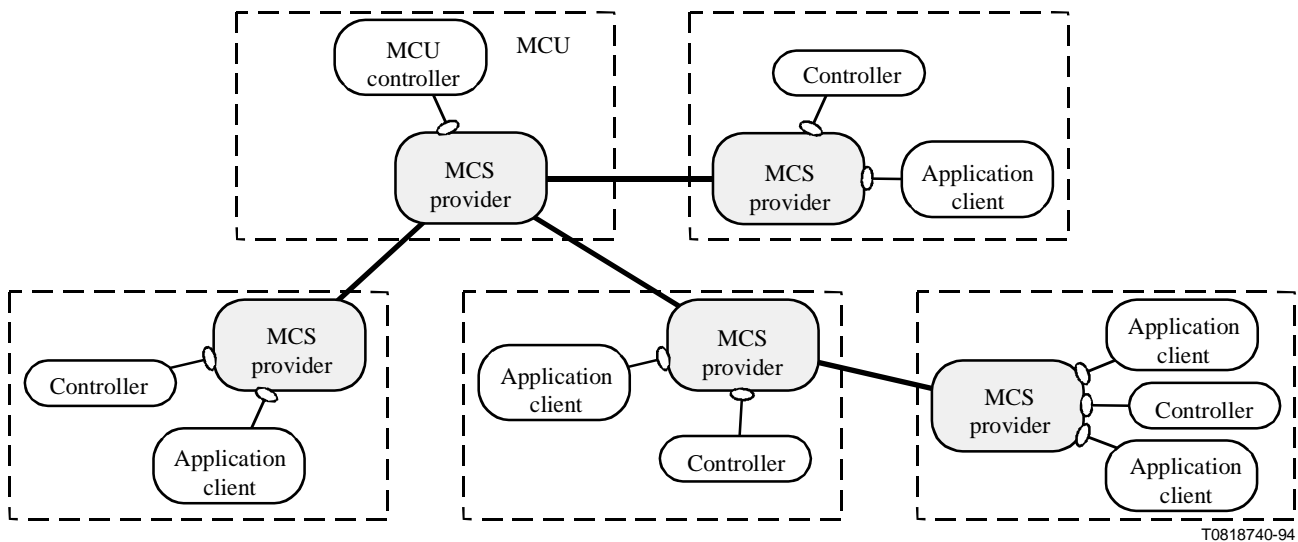 MCU
controller
MCU
MCS
provider
Controller
MCS
provider
Application
client
MCS
provider
Controller
Application
client
MCS
provider
Application
client
Controller
MCS
provider
Application
client
Controller
Application
client
T0818740-94